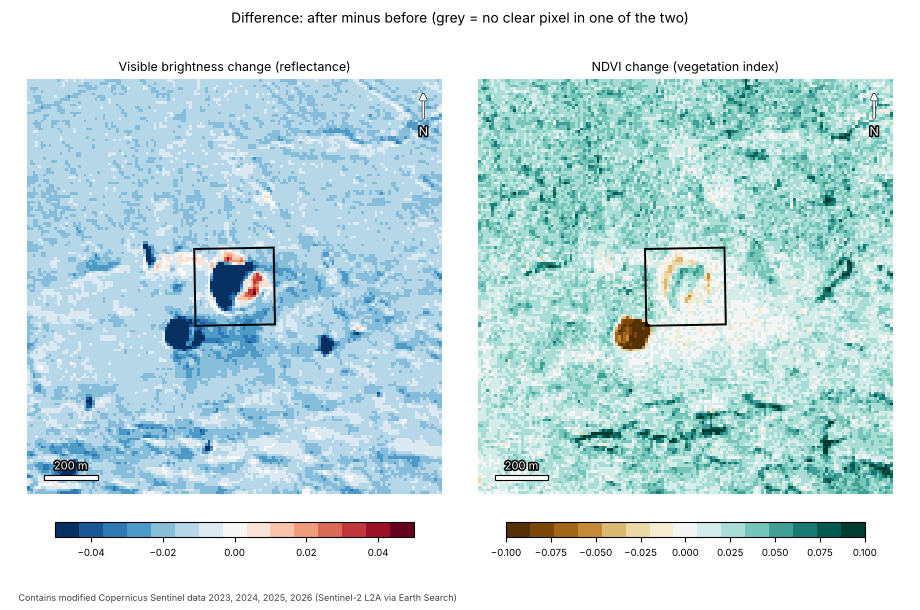 Difference: after minus before (grey = no clear pixel in one of the two)
Visible brightness change (reflectance)
NDVI change (vegetation index)
N
N
200 m
200 m
−0.04 −0.02 0.00 0.02 0.04
−0.100 −0.075 −0.050 −0.025 0.000 0.025 0.050 0.075 0.100
Contains modified Copernicus Sentinel data 2023, 2024, 2025, 2026 (Sentinel-2 L2A via Earth Search)